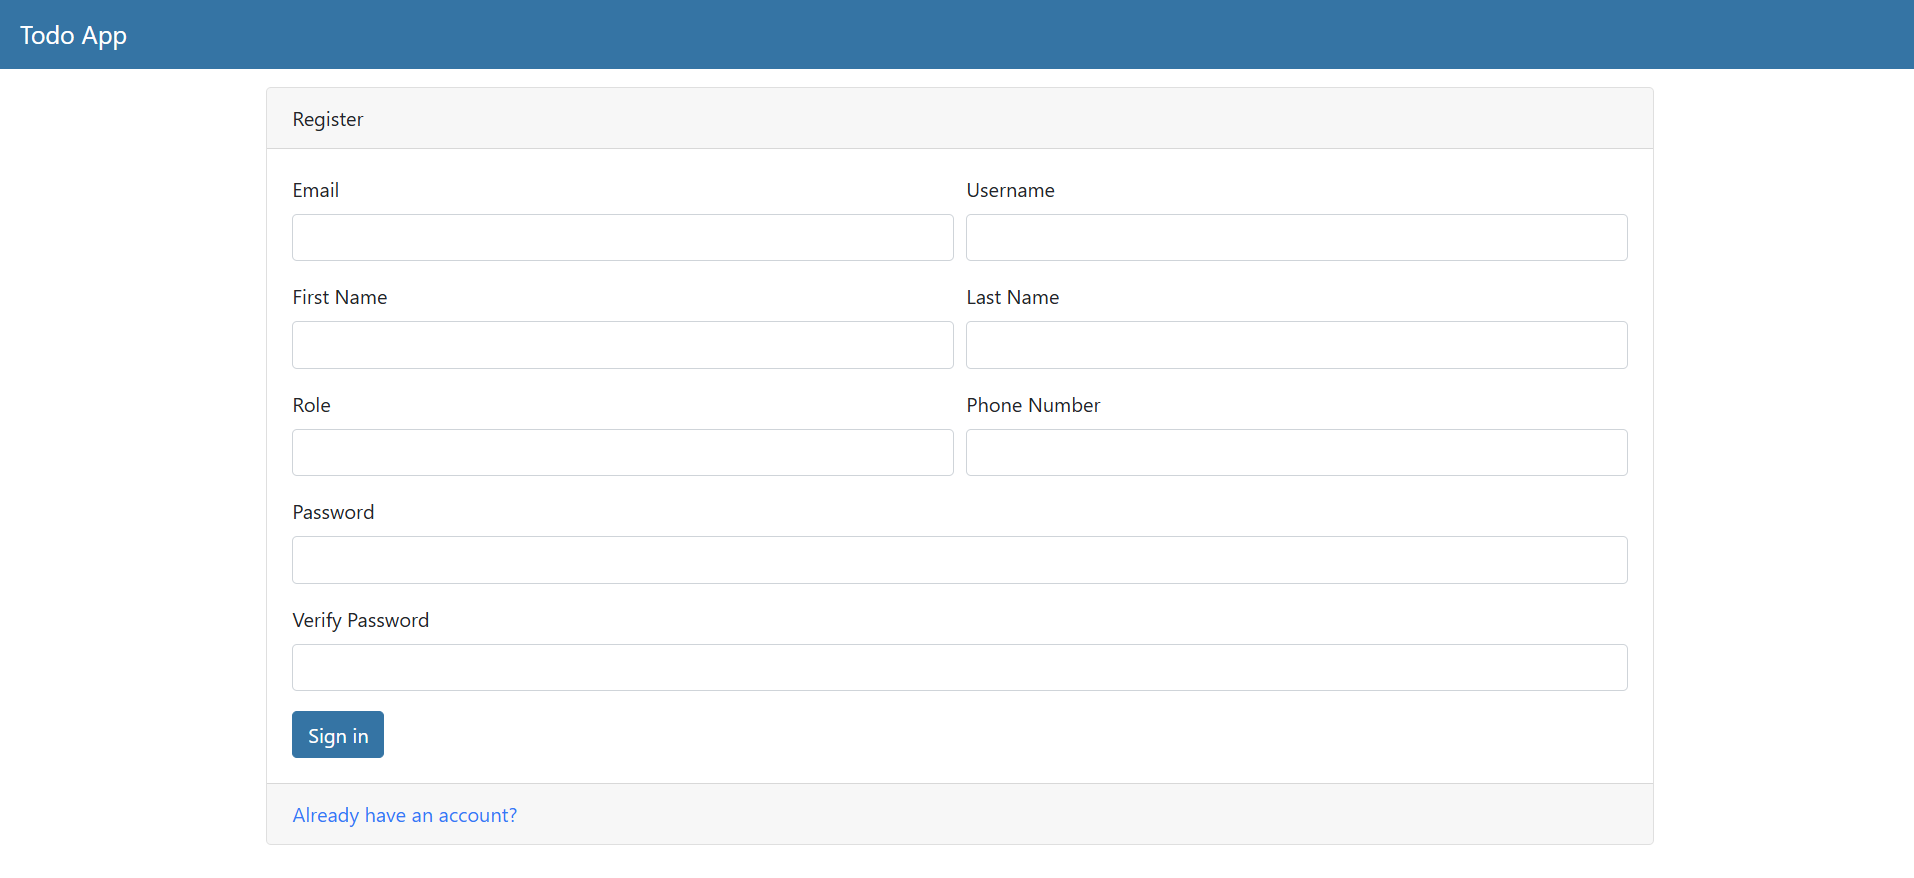 Todo App
Register
Email
Username
First Name
Last Name
Role
Phone Number
Password
Verify Password
Sign in
Already have an account?